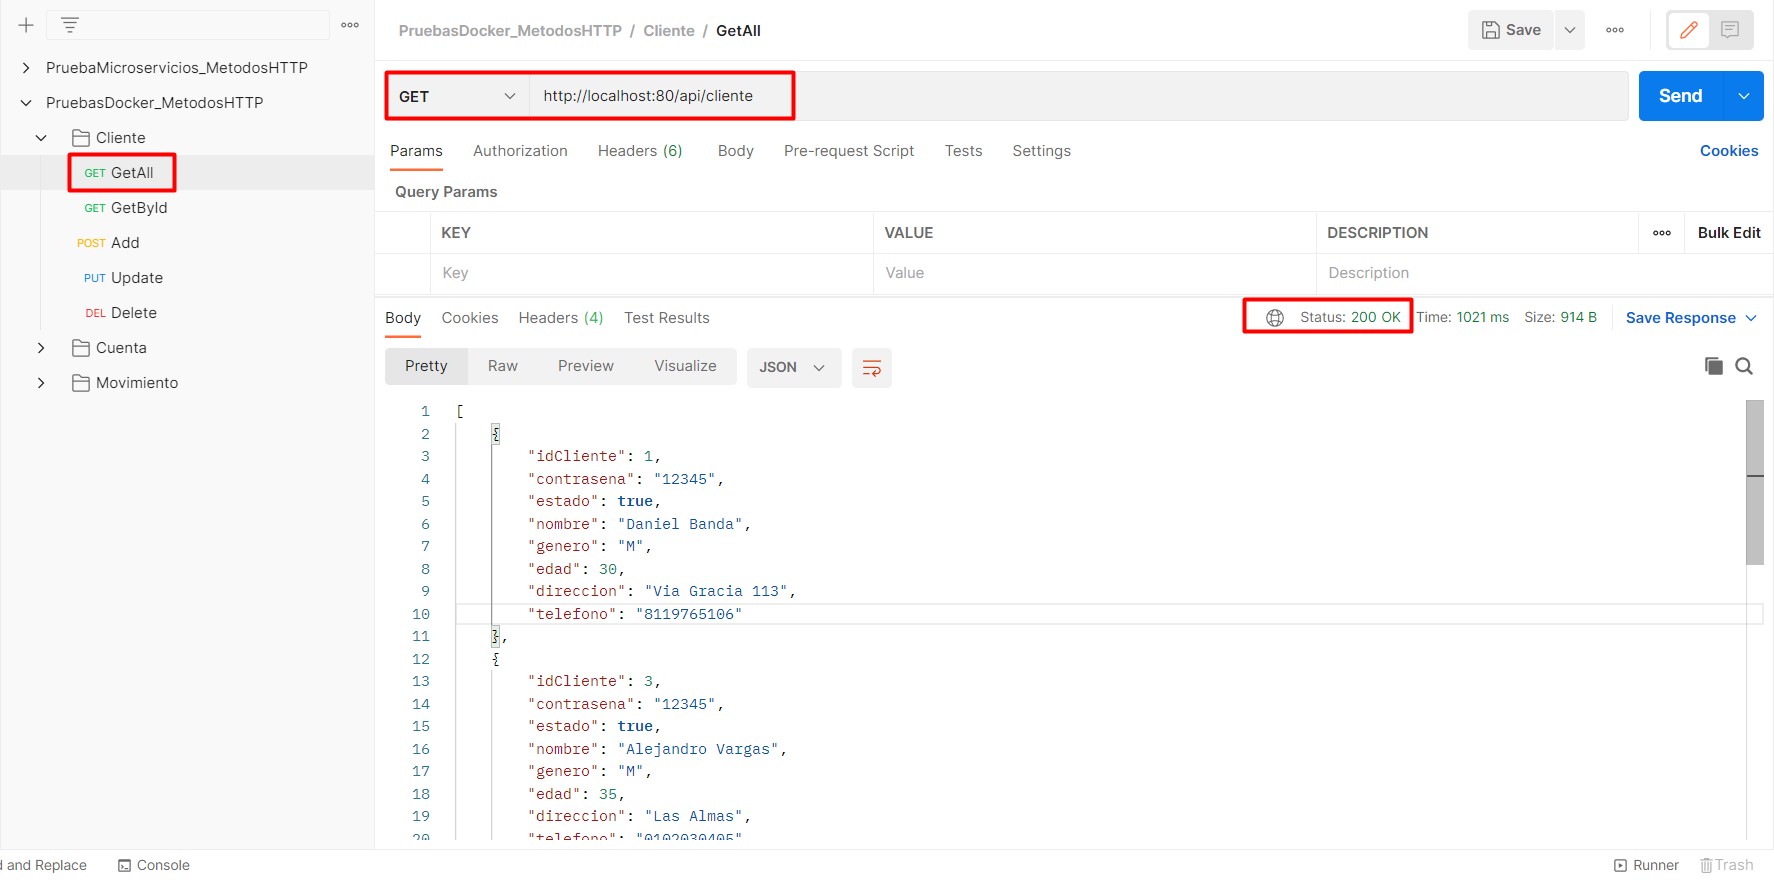 PruebaMicroservicios_MetodosHTTP
PruebasDocker_MetodosHTTP
Cliente
GET GetAll
GET GetById
POST Add
PUT Update
DEL Delete
Cuenta
Movimiento
PruebasDocker_MetodosHTTP / Cliente / GetAll
Save
GET http://localhost:80/api/cliente
Send
Params Authorization Headers (6) Body Pre-request Script Tests Settings Cookies
Query Params
KEY VALUE DESCRIPTION Bulk Edit
Key Value Description
Body Cookies Headers (4) Test Results Status: 200 OK Time: 1021 ms Size: 914 B Save Response
Pretty Raw Preview Visualize JSON
1 [
2 {
3 "idCliente": 1,
4 "contrasena": "12345",
5 "estado": true,
6 "nombre": "Daniel Banda",
7 "genero": "M",
8 "edad": 30,
9 "direccion": "Via Gracia 113",
10 "telefono": "8119765106"
11 },
12 {
13 "idCliente": 3,
14 "contrasena": "12345",
15 "estado": true,
16 "nombre": "Alejandro Vargas",
17 "genero": "M",
18 "edad": 35,
19 "direccion": "Las Almas",
20 "telefono": "0102030405"
and Replace Console Runner Trash